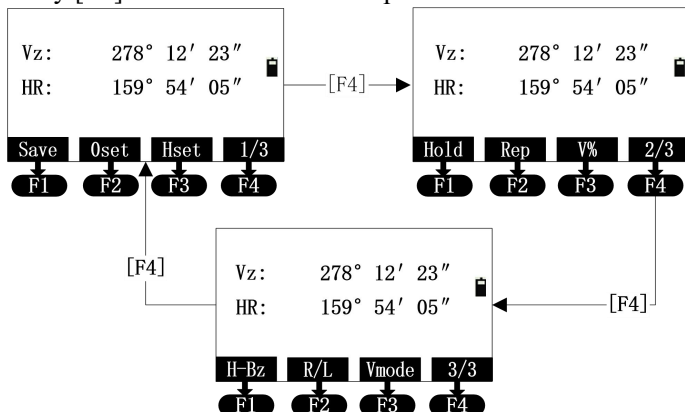 Vz: 278° 12′ 23″
HR: 159° 54′ 05″
Save 0set Hset 1/3
F1 F2 F3 F4
[F4]
Vz: 278° 12′ 23″
HR: 159° 54′ 05″
Hold Rep V% 2/3
F1 F2 F3 F4
[F4]
Vz: 278° 12′ 23″
HR: 159° 54′ 05″
H-Bz R/L Vmode 3/3
F1 F2 F3 F4
[F4]